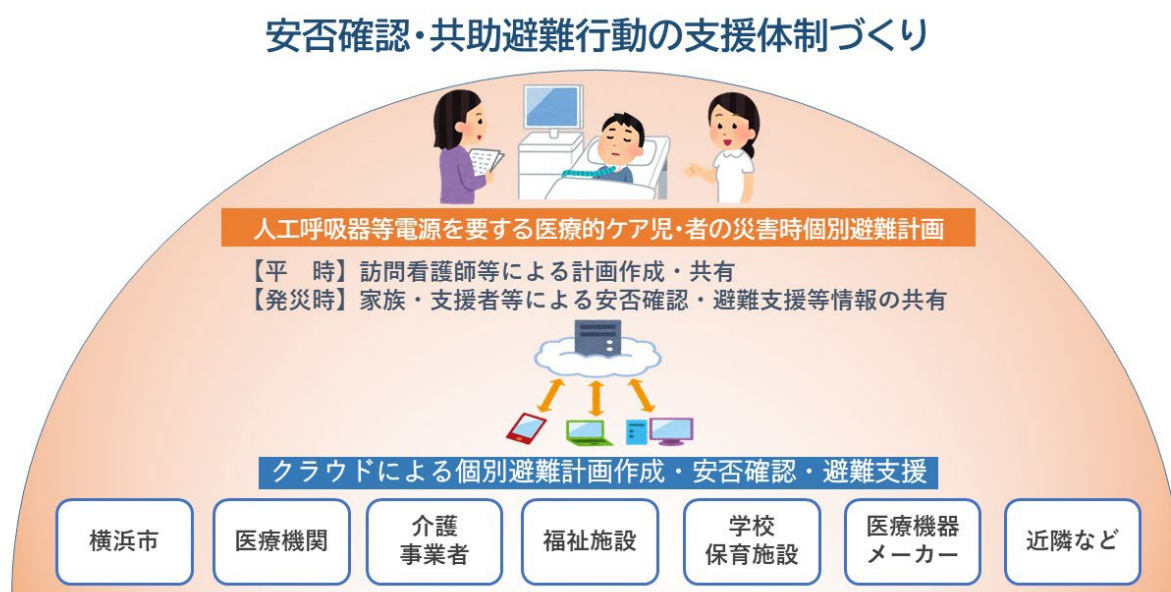 安否確認・共助避難行動の支援体制づくり
人工呼吸器等電源を要する医療的ケア児・者の災害時個別避難計画
【平　時】訪問看護師等による計画作成・共有
【発災時】家族・支援者等による安否確認・避難支援等情報の共有
クラウドによる個別避難計画作成・安否確認・避難支援
横浜市
医療機関
介護
事業者
福祉施設
学校
保育施設
医療機器
メーカー
近隣など